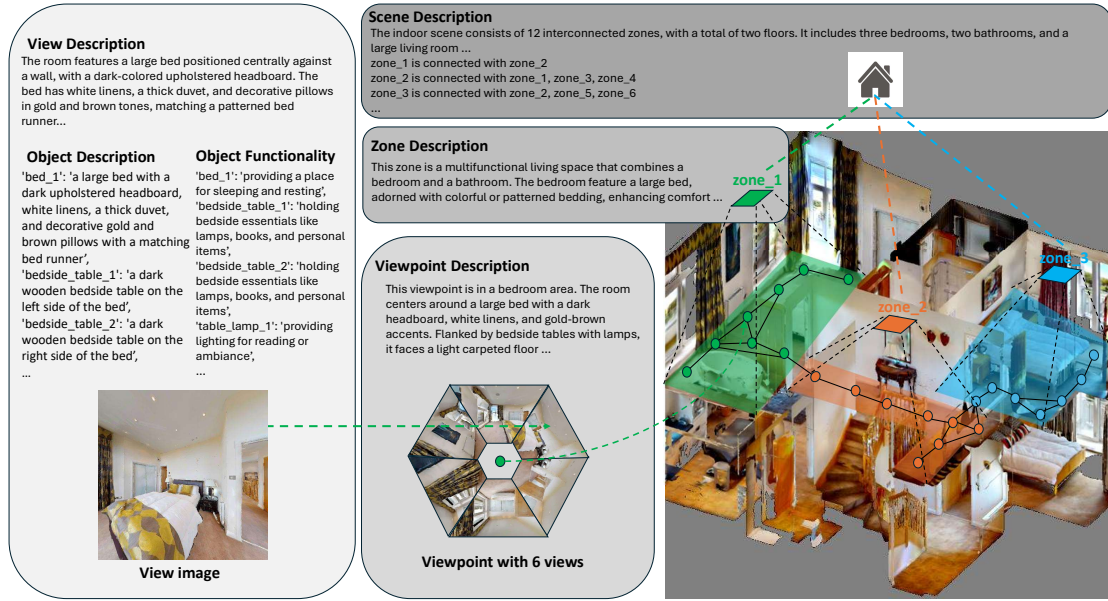 View Description
The room features a large bed positioned centrally against
a wall, with a dark-colored upholstered headboard. The
bed has white linens, a thick duvet, and decorative pillows
in gold and brown tones, matching a patterned bed
runner...
Object Description
'bed_1': 'a large bed with a
dark upholstered headboard,
white linens, a thick duvet,
and decorative gold and
brown pillows with a matching
bed runner',
'bedside_table_1': 'a dark
wooden bedside table on the
left side of the bed',
'bedside_table_2': 'a dark
wooden bedside table on the
right side of the bed',
...
Object Functionality
'bed_1': 'providing a place
for sleeping and resting',
'bedside_table_1': 'holding
bedside essentials like
lamps, books, and personal
items',
'bedside_table_2': 'holding
bedside essentials like
lamps, books, and personal
items',
'table_lamp_1': 'providing
lighting for reading or
ambiance',
...
View image
Scene Description
The indoor scene consists of 12 interconnected zones, with a total of two floors. It includes three bedrooms, two bathrooms, and a
large living room ...
zone_1 is connected with zone_2
zone_2 is connected with zone_1, zone_3, zone_4
zone_3 is connected with zone_2, zone_5, zone_6
...
Zone Description
This zone is a multifunctional living space that combines a
bedroom and a bathroom. The bedroom feature a large bed,
adorned with colorful or patterned bedding, enhancing comfort ...
Viewpoint Description
This viewpoint is in a bedroom area. The room
centers around a large bed with a dark
headboard, white linens, and gold-brown
accents. Flanked by bedside tables with lamps,
it faces a light carpeted floor ...
Viewpoint with 6 views
zone_1
zone_2
zone_3